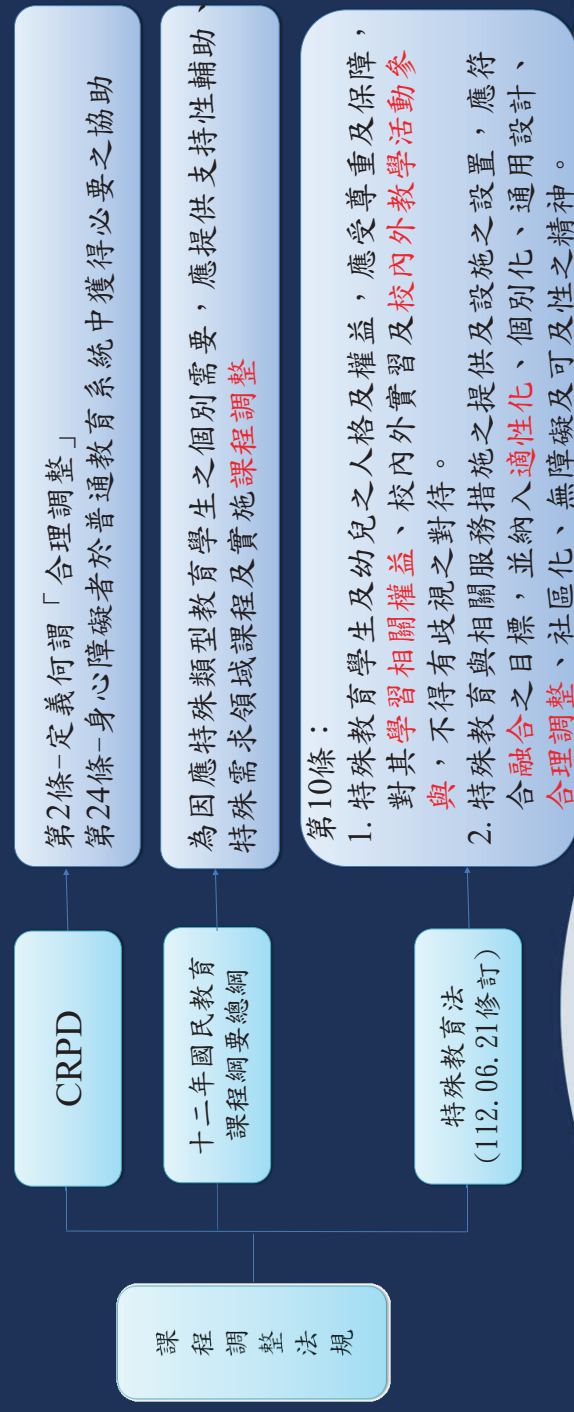 課程調整法規
CRPD
第2條-定義何謂「合理調整」
第24條-身心障礙者於普通教育系統中獲得必要之協助
十二年國民教育
課程綱要總綱
為因應特殊類型教育學生之個別需要，應提供支持性輔助、
特殊需求領域課程及實施課程調整
特殊教育法
(112.06.21修訂)
第10條：
1. 特殊教育學生及幼兒之人格及權益，應受尊重及保障，
對其學習相關權益、校內外實習及校內外教學活動參
與，不得有歧視之對待。
2. 特殊教育與相關服務措施之提供及設施之設置，應符
合融合之目標，並納入適性化、個別化、通用設計、
合理調整、社區化、無障礙及可及性之精神。